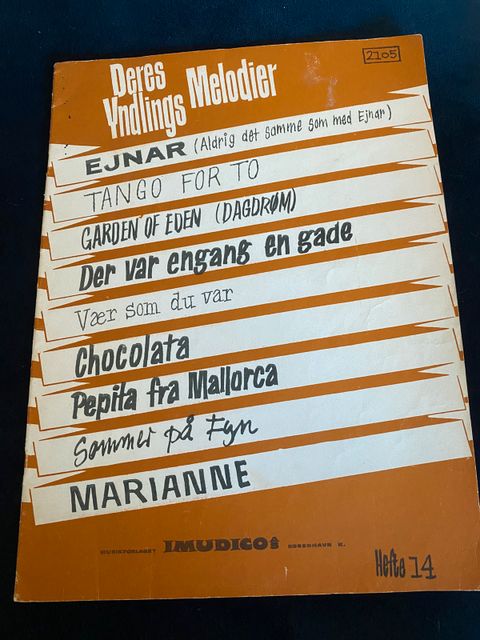 2105
Deres
Yndlings Melodier
EJNAR (Aldrig det samme som med Ejnar)
TANGO FOR TO
GARDEN OF EDEN (DAGDRØM)
Der var engang en gade
Vær som du var
Chocolata
Pepita fra Mallorca
Sommer på Fyn
MARIANNE
MUSIKFORLAGET IMUDICO A/S KØBENHAVN K.
Hefte 14